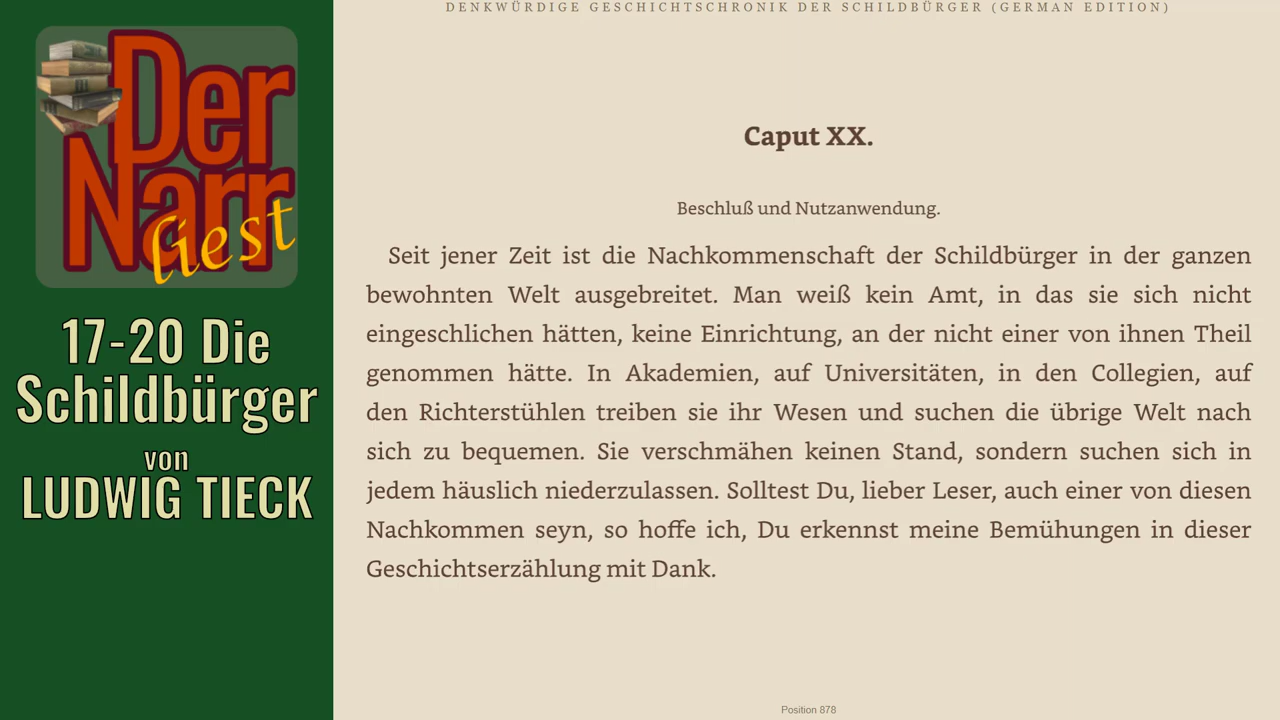 Der
Narr
liest
17-20 Die
Schildbürger
von
LUDWIG TIECK
DENKWÜRDIGE GESCHICHTSCHRONIK DER SCHILDBÜRGER (GERMAN EDITION)
Caput XX.
Beschluß und Nutzanwendung.
Seit jener Zeit ist die Nachkommenschaft der Schildbürger in der ganzen
bewohnten Welt ausgebreitet. Man weiß kein Amt, in das sie sich nicht
eingeschlichen hätten, keine Einrichtung, an der nicht einer von ihnen Theil
genommen hätte. In Akademien, auf Universitäten, in den Collegien, auf
den Richterstühlen treiben sie ihr Wesen und suchen die übrige Welt nach
sich zu bequemen. Sie verschmähen keinen Stand, sondern suchen sich in
jedem häuslich niederzulassen. Solltest Du, lieber Leser, auch einer von diesen
Nachkommen seyn, so hoffe ich, Du erkennst meine Bemühungen in dieser
Geschichtserzählung mit Dank.
Position 878